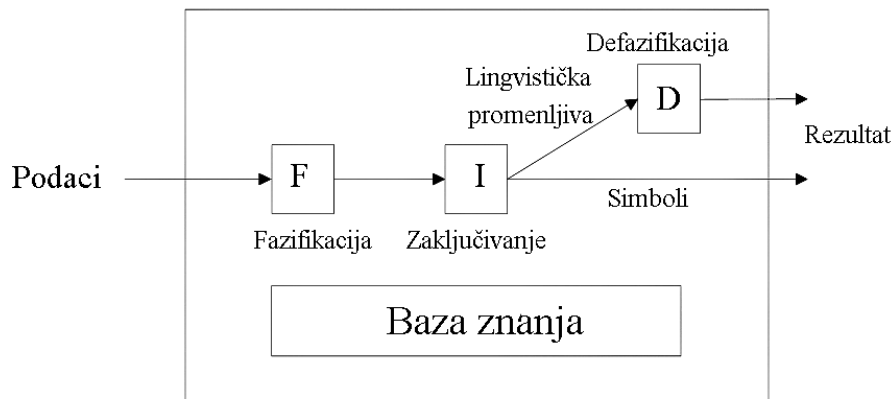 Defazifikacija
Lingvistička
promenljiva
D
Rezultat
Podaci
F
I
Simboli
Fazifikacija
Zaključivanje
Baza znanja